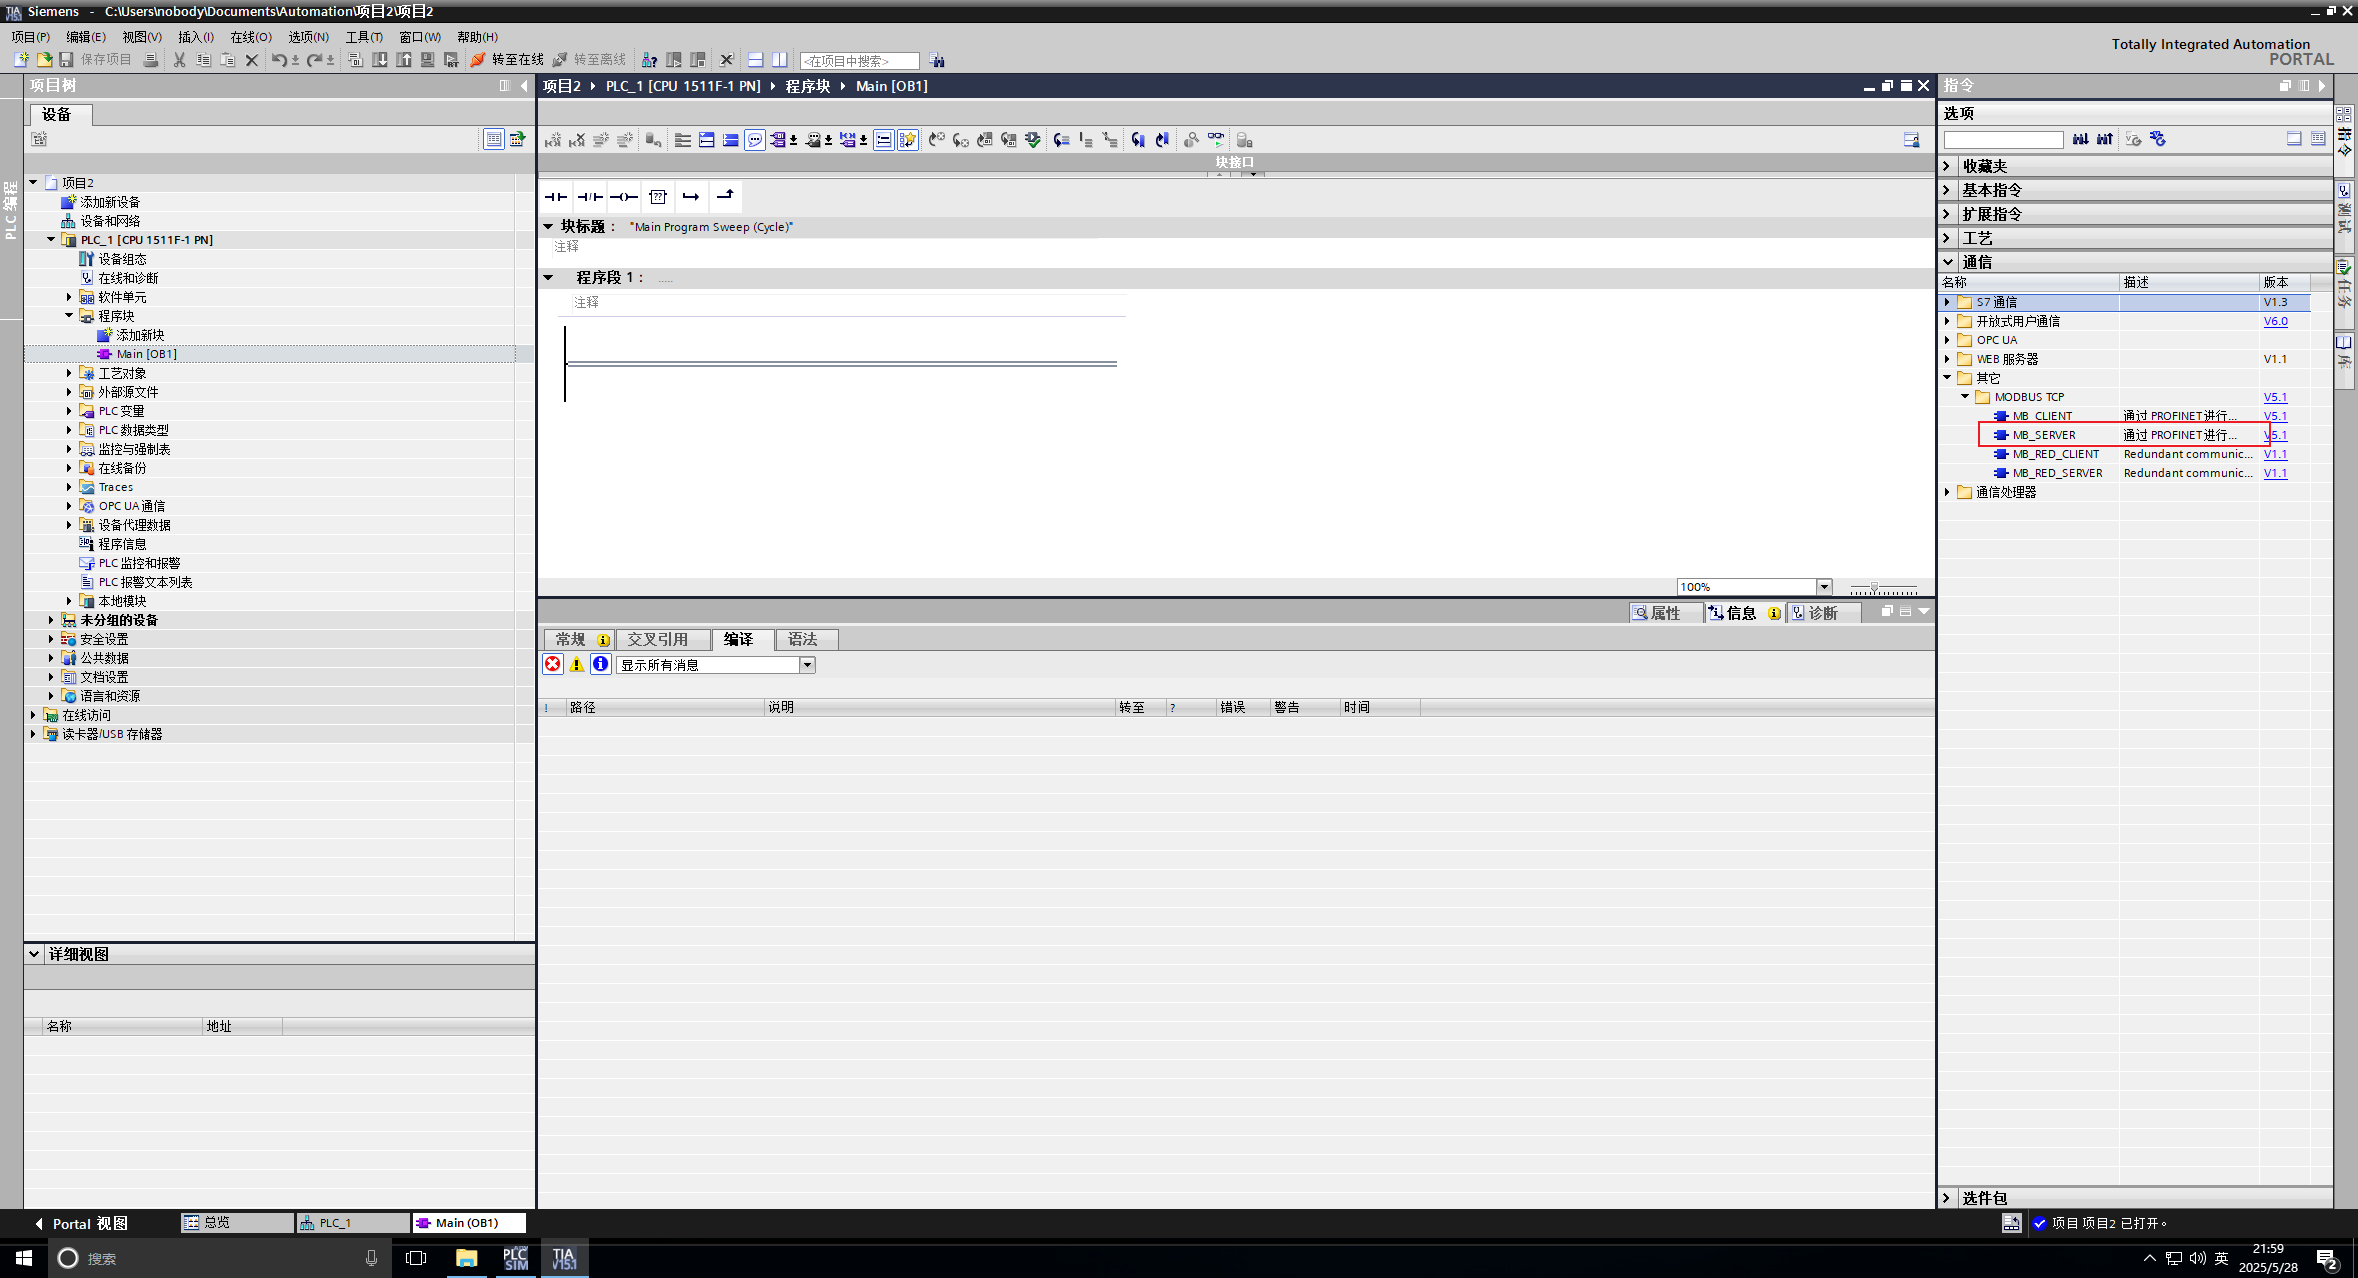 Siemens - C:\Users\nobody\Documents\Automation\项目2\项目2
项目(P) 编辑(E) 视图(V) 插入(I) 在线(O) 选项(N) 工具(T) 窗口(W) 帮助(H)
Totally Integrated Automation
PORTAL
保存项目 转至在线 转至离线 <在项目中搜索>
项目树
设备
PLC 编程
项目2
添加新设备
设备和网络
PLC_1 [CPU 1511F-1 PN]
设备组态
在线和诊断
软件单元
程序块
添加新块
Main [OB1]
工艺对象
外部源文件
PLC 变量
PLC 数据类型
监控与强制表
在线备份
Traces
OPC UA 通信
设备代理数据
程序信息
PLC 监控和报警
PLC 报警文本列表
本地模块
未分组的设备
安全设置
公共数据
文档设置
语言和资源
在线访问
读卡器/USB 存储器
详细视图
名称 地址
项目2 PLC_1 [CPU 1511F-1 PN] 程序块 Main [OB1]
块接口
块标题： "Main Program Sweep (Cycle)"
注释
程序段 1： .....
注释
100%
属性 信息 诊断
常规 交叉引用 编译 语法
显示所有消息
! 路径 说明 转至 ? 错误 警告 时间
指令
选项
收藏夹
基本指令
扩展指令
工艺
通信
名称 描述 版本
S7 通信 V1.3
开放式用户通信 V6.0
OPC UA
WEB 服务器 V1.1
其它
MODBUS TCP V5.1
MB_CLIENT 通过 PROFINET 进行... V5.1
MB_SERVER 通过 PROFINET 进行... V5.1
MB_RED_CLIENT Redundant communic... V1.1
MB_RED_SERVER Redundant communic... V1.1
通信处理器
选件包
测试
任务
库
Portal 视图 总览 PLC_1 Main (OB1)
项目 项目2 已打开。
搜索
PLC SIM
TIA V15.1
英
21:59
2025/5/28
2